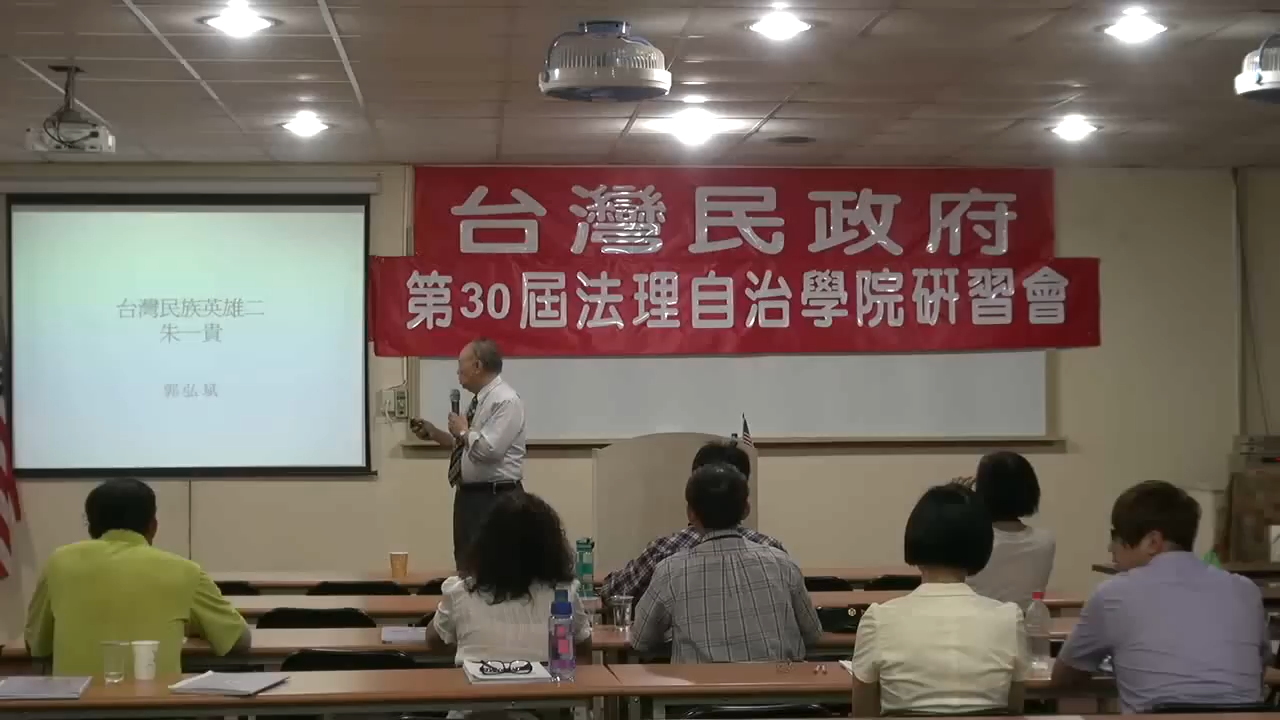 台灣民政府
第30屆法理自治學院研習會
台灣民族英雄二
朱一貴
郭弘斌